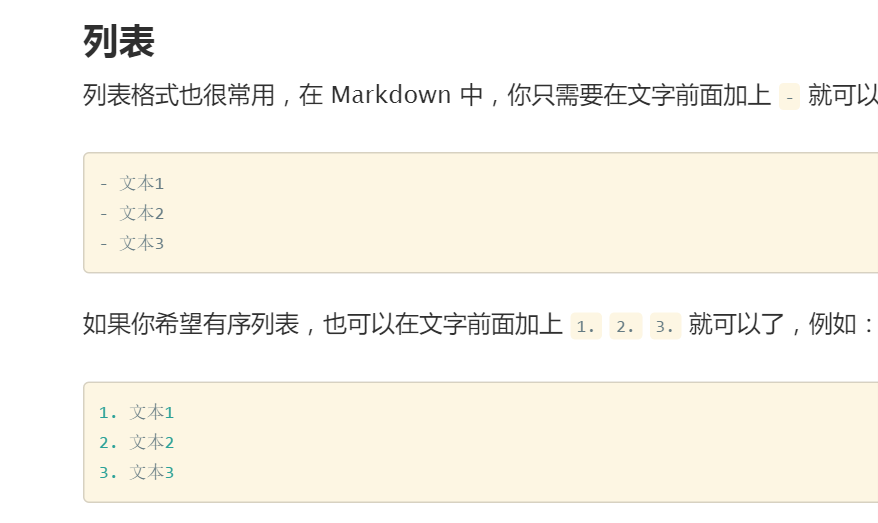 列表
列表格式也很常用，在 Markdown 中，你只需要在文字前面加上 - 就可以
- 文本1
- 文本2
- 文本3
如果你希望有序列表，也可以在文字前面加上 1. 2. 3. 就可以了，例如：
1. 文本1
2. 文本2
3. 文本3